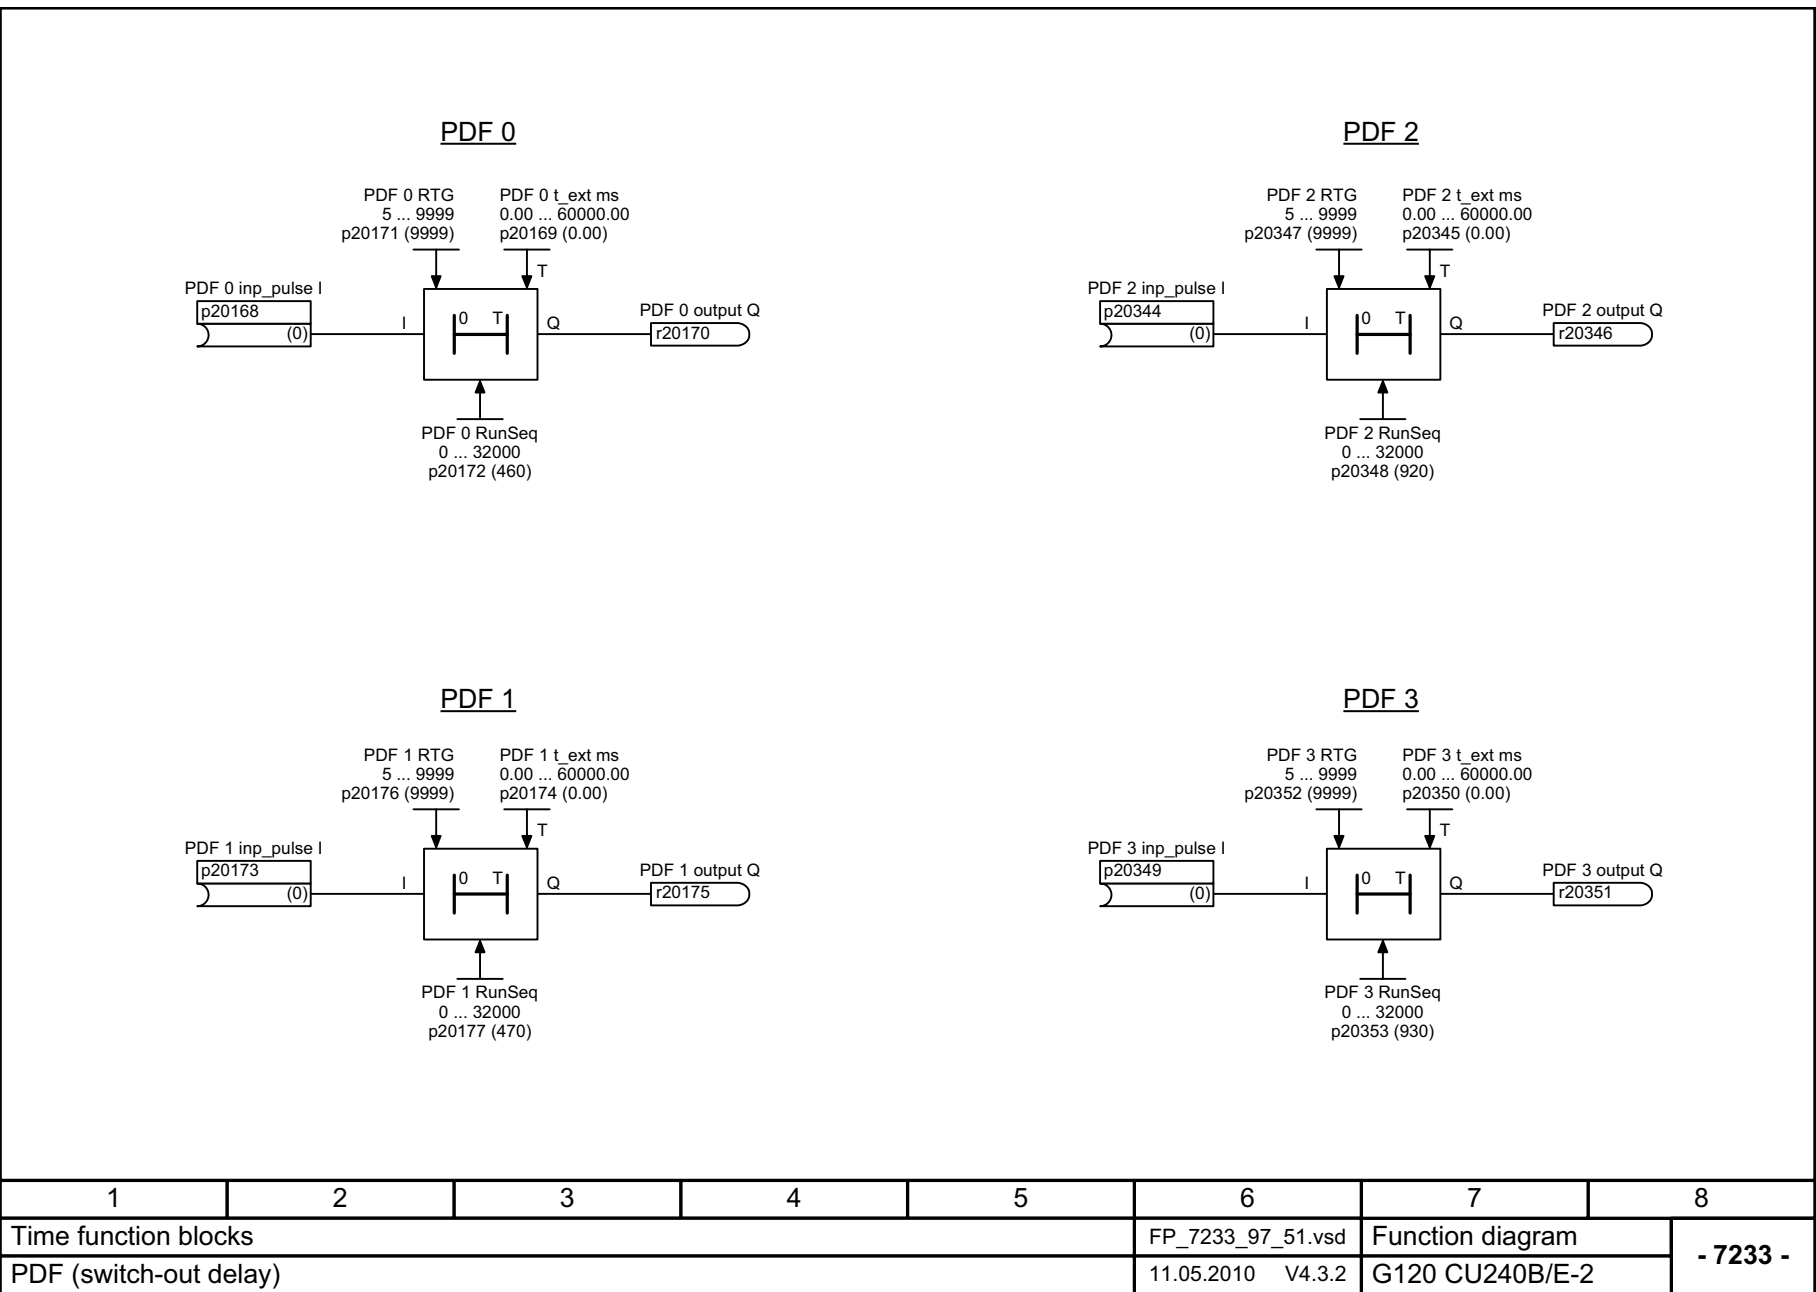 PDF 0
PDF 0 RTG
5 ... 9999
p20171 (9999)
PDF 0 t_ext ms
0.00 ... 60000.00
p20169 (0.00)
T
PDF 0 inp_pulse I
p20168
(0)
I
0 T
Q
PDF 0 output Q
r20170
PDF 0 RunSeq
0 ... 32000
p20172 (460)
PDF 2
PDF 2 RTG
5 ... 9999
p20347 (9999)
PDF 2 t_ext ms
0.00 ... 60000.00
p20345 (0.00)
T
PDF 2 inp_pulse I
p20344
(0)
I
0 T
Q
PDF 2 output Q
r20346
PDF 2 RunSeq
0 ... 32000
p20348 (920)
PDF 1
PDF 1 RTG
5 ... 9999
p20176 (9999)
PDF 1 t_ext ms
0.00 ... 60000.00
p20174 (0.00)
T
PDF 1 inp_pulse I
p20173
(0)
I
0 T
Q
PDF 1 output Q
r20175
PDF 1 RunSeq
0 ... 32000
p20177 (470)
PDF 3
PDF 3 RTG
5 ... 9999
p20352 (9999)
PDF 3 t_ext ms
0.00 ... 60000.00
p20350 (0.00)
T
PDF 3 inp_pulse I
p20349
(0)
I
0 T
Q
PDF 3 output Q
r20351
PDF 3 RunSeq
0 ... 32000
p20353 (930)
1 2 3 4 5 6 7 8
Time function blocks
FP_7233_97_51.vsd
Function diagram
- 7233 -
PDF (switch-out delay)
11.05.2010 V4.3.2
G120 CU240B/E-2